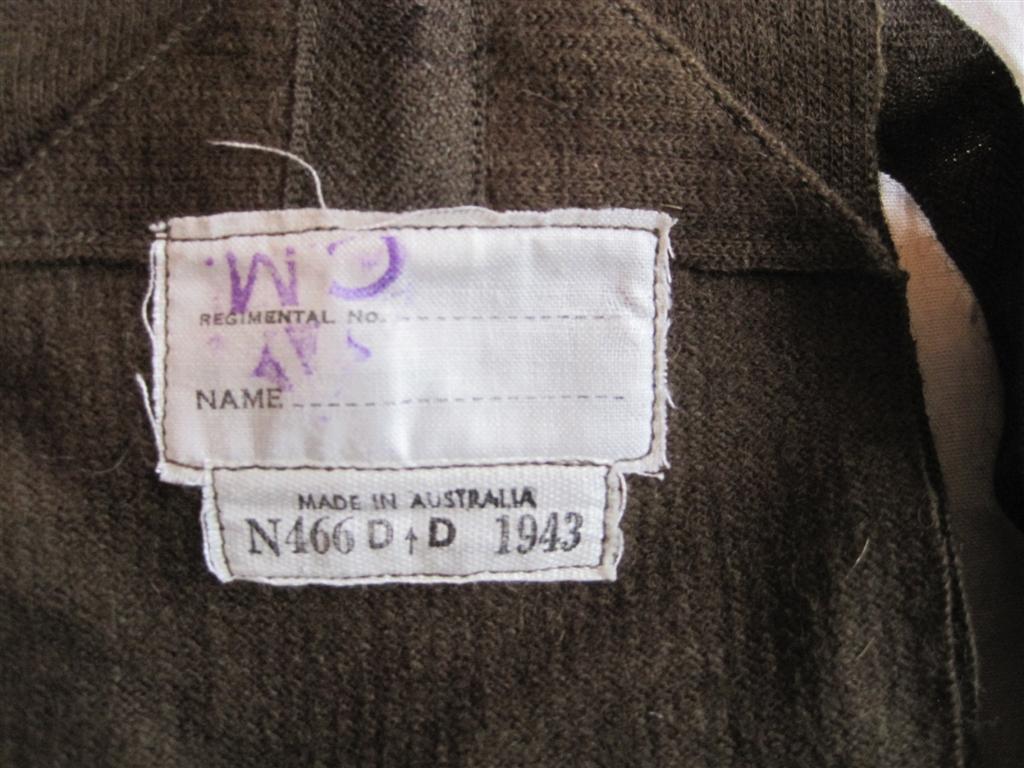 REGIMENTAL No.
NAME
MADE IN AUSTRALIA
N466 D↑D 1943